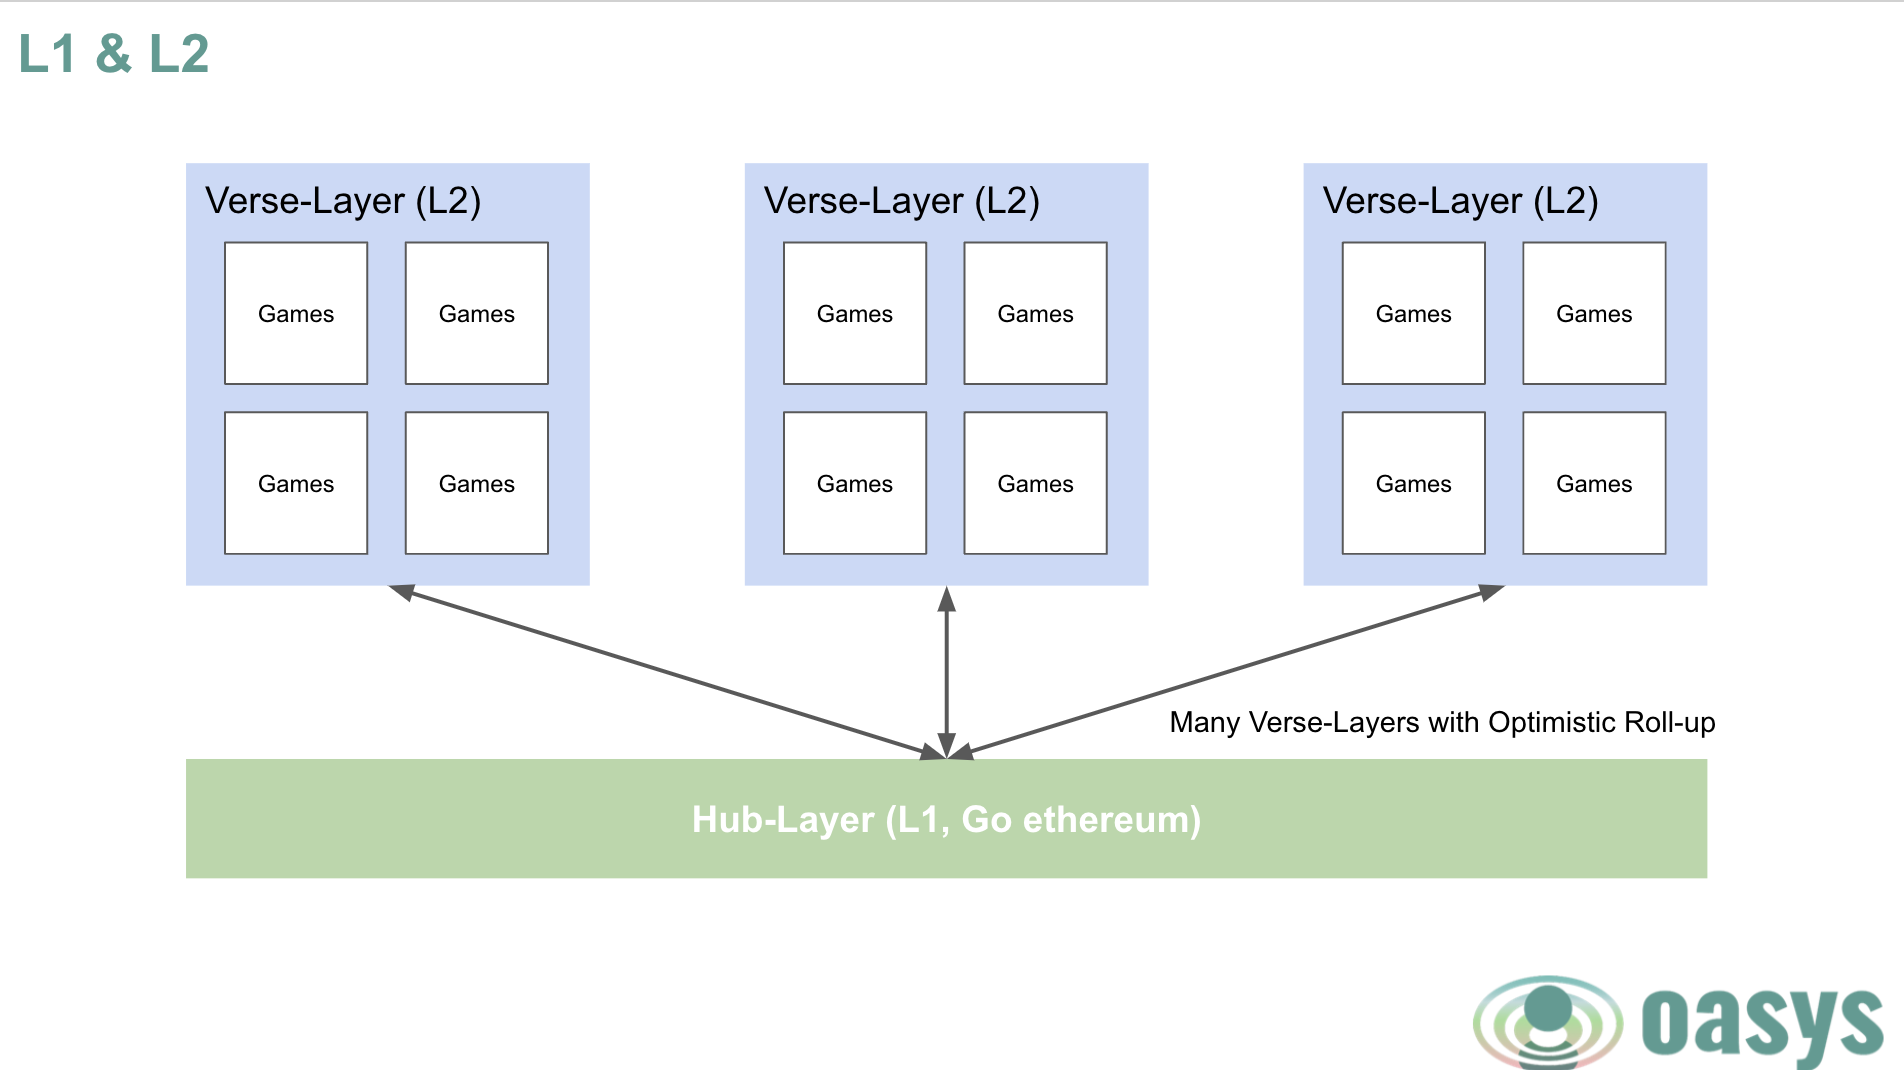 L1 & L2
Verse-Layer (L2)
Games
Games
Games
Games
Verse-Layer (L2)
Games
Games
Games
Games
Verse-Layer (L2)
Games
Games
Games
Games
Many Verse-Layers with Optimistic Roll-up
Hub-Layer (L1, Go ethereum)
oasys